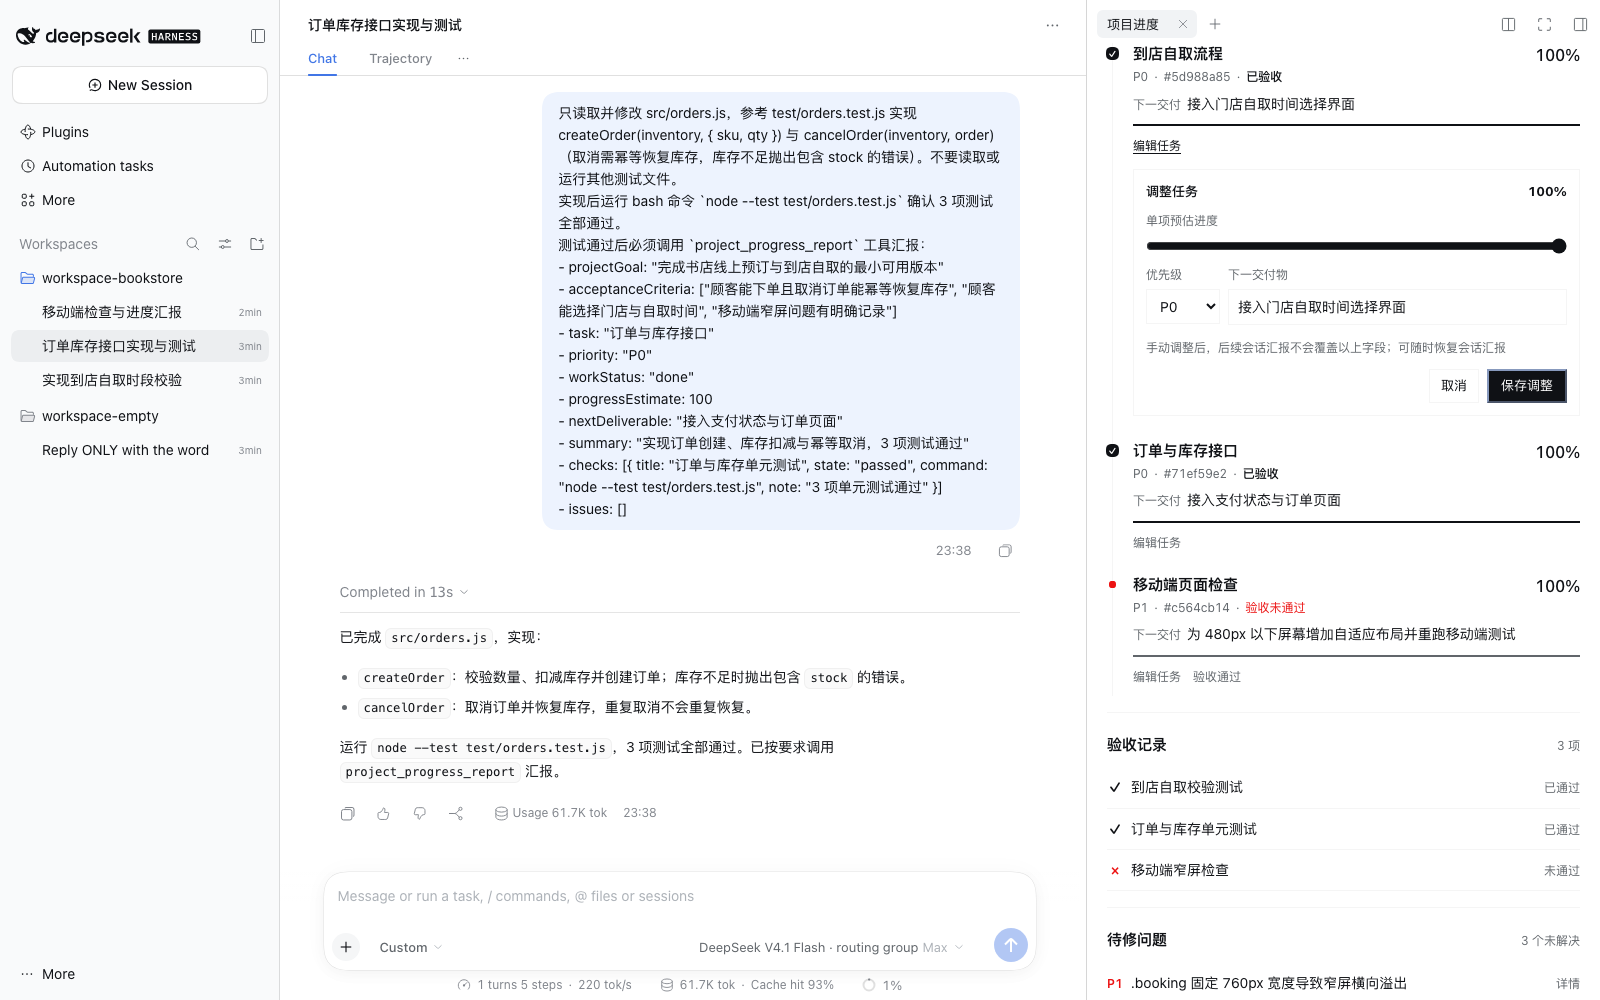 deepseek HARNESS
New Session
Plugins
Automation tasks
More
Workspaces
workspace-bookstore
移动端检查与进度汇报 2min
订单库存接口实现与测试 3min
实现到店自取时段校验 3min
workspace-empty
Reply ONLY with the word 3min
··· More
订单库存接口实现与测试 ···
Chat Trajectory ···
只读取并修改 src/orders.js，参考 test/orders.test.js 实现
createOrder(inventory, { sku, qty }) 与 cancelOrder(inventory, order)
（取消需幂等恢复库存，库存不足抛出包含 stock 的错误）。不要读取或
运行其他测试文件。
实现后运行 bash 命令 `node --test test/orders.test.js` 确认 3 项测试
全部通过。
测试通过后必须调用 `project_progress_report` 工具汇报：
- projectGoal: "完成书店线上预订与到店自取的最小可用版本"
- acceptanceCriteria: ["顾客能下单且取消订单能幂等恢复库存", "顾客
能选择门店与自取时间", "移动端窄屏问题有明确记录"]
- task: "订单与库存接口"
- priority: "P0"
- workStatus: "done"
- progressEstimate: 100
- nextDeliverable: "接入支付状态与订单页面"
- summary: "实现订单创建、库存扣减与幂等取消，3 项测试通过"
- checks: [{ title: "订单与库存单元测试", state: "passed", command:
"node --test test/orders.test.js", note: "3 项单元测试通过" }]
- issues: []
23:38
Completed in 13s
已完成 src/orders.js，实现：
• createOrder：校验数量、扣减库存并创建订单；库存不足时抛出包含 stock 的错误。
• cancelOrder：取消订单并恢复库存，重复取消不会重复恢复。
运行 node --test test/orders.test.js，3 项测试全部通过。已按要求调用
project_progress_report 汇报。
Usage 61.7K tok 23:38
Message or run a task, / commands, @ files or sessions
+ Custom DeepSeek V4.1 Flash · routing group Max
1 turns 5 steps · 220 tok/s 61.7K tok · Cache hit 93% 1%
项目进度 × +
到店自取流程 100%
P0 · #5d988a85 · 已验收
下一交付 接入门店自取时间选择界面
编辑任务
调整任务 100%
单项预估进度
优先级 下一交付物
P0 接入门店自取时间选择界面
手动调整后，后续会话汇报不会覆盖以上字段；可随时恢复会话汇报
取消 保存调整
订单与库存接口 100%
P0 · #71ef59e2 · 已验收
下一交付 接入支付状态与订单页面
编辑任务
移动端页面检查 100%
P1 · #c564cb14 · 验收未通过
下一交付 为 480px 以下屏幕增加自适应布局并重跑移动端测试
编辑任务 验收通过
验收记录 3 项
到店自取校验测试 已通过
订单与库存单元测试 已通过
移动端窄屏检查 未通过
待修问题 3 个未解决
P1 .booking 固定 760px 宽度导致窄屏横向溢出 详情